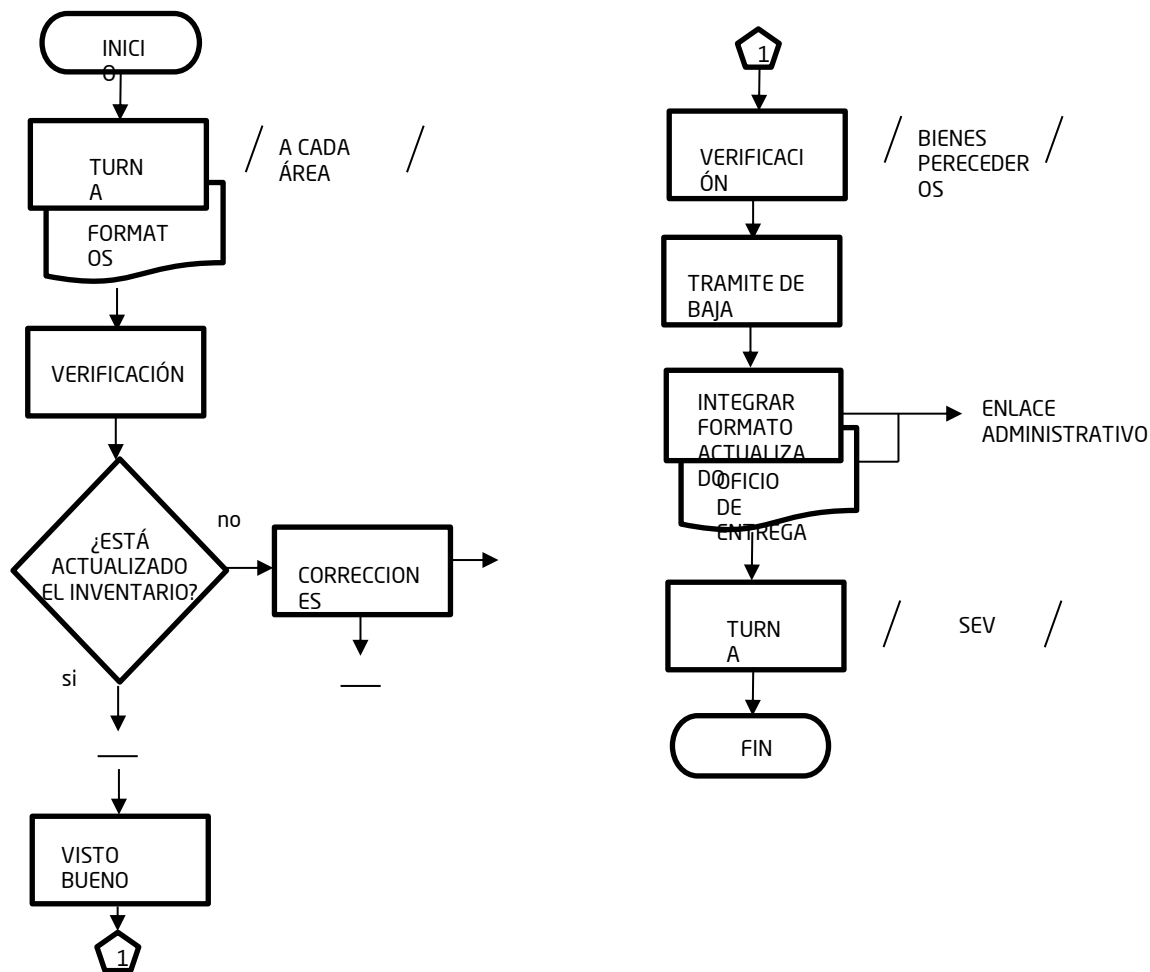 INICI
O
TURN
A
A CADA
ÁREA
FORMAT
OS
VERIFICACIÓN
¿ESTÁ
ACTUALIZADO
EL INVENTARIO?
no
CORRECCION
ES
si
VISTO
BUENO
1
1
VERIFICACI
ÓN
BIENES
PERECEDER
OS
TRAMITE DE
BAJA
INTEGRAR
FORMATO
ACTUALIZA
DO
OFICIO
DE
ENTREGA
ENLACE
ADMINISTRATIVO
TURN
A
SEV
FIN